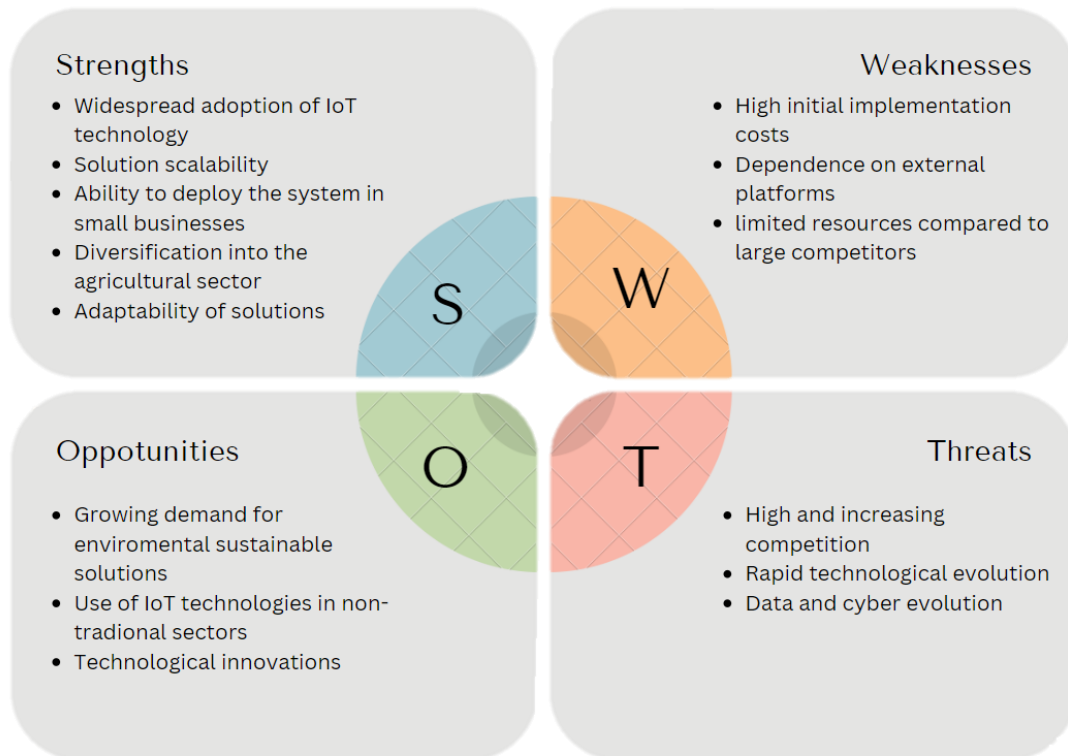 Strengths
• Widespread adoption of IoT
technology
• Solution scalability
• Ability to deploy the system in
small businesses
• Diversification into the
agricultural sector
• Adaptability of solutions
Weaknesses
• High initial implementation
costs
• Dependence on external
platforms
• limited resources compared to
large competitors
S
W
O
T
Oppotunities
• Growing demand for
enviromental sustainable
solutions
• Use of IoT technologies in non-
tradional sectors
• Technological innovations
Threats
• High and increasing
competition
• Rapid technological evolution
• Data and cyber evolution